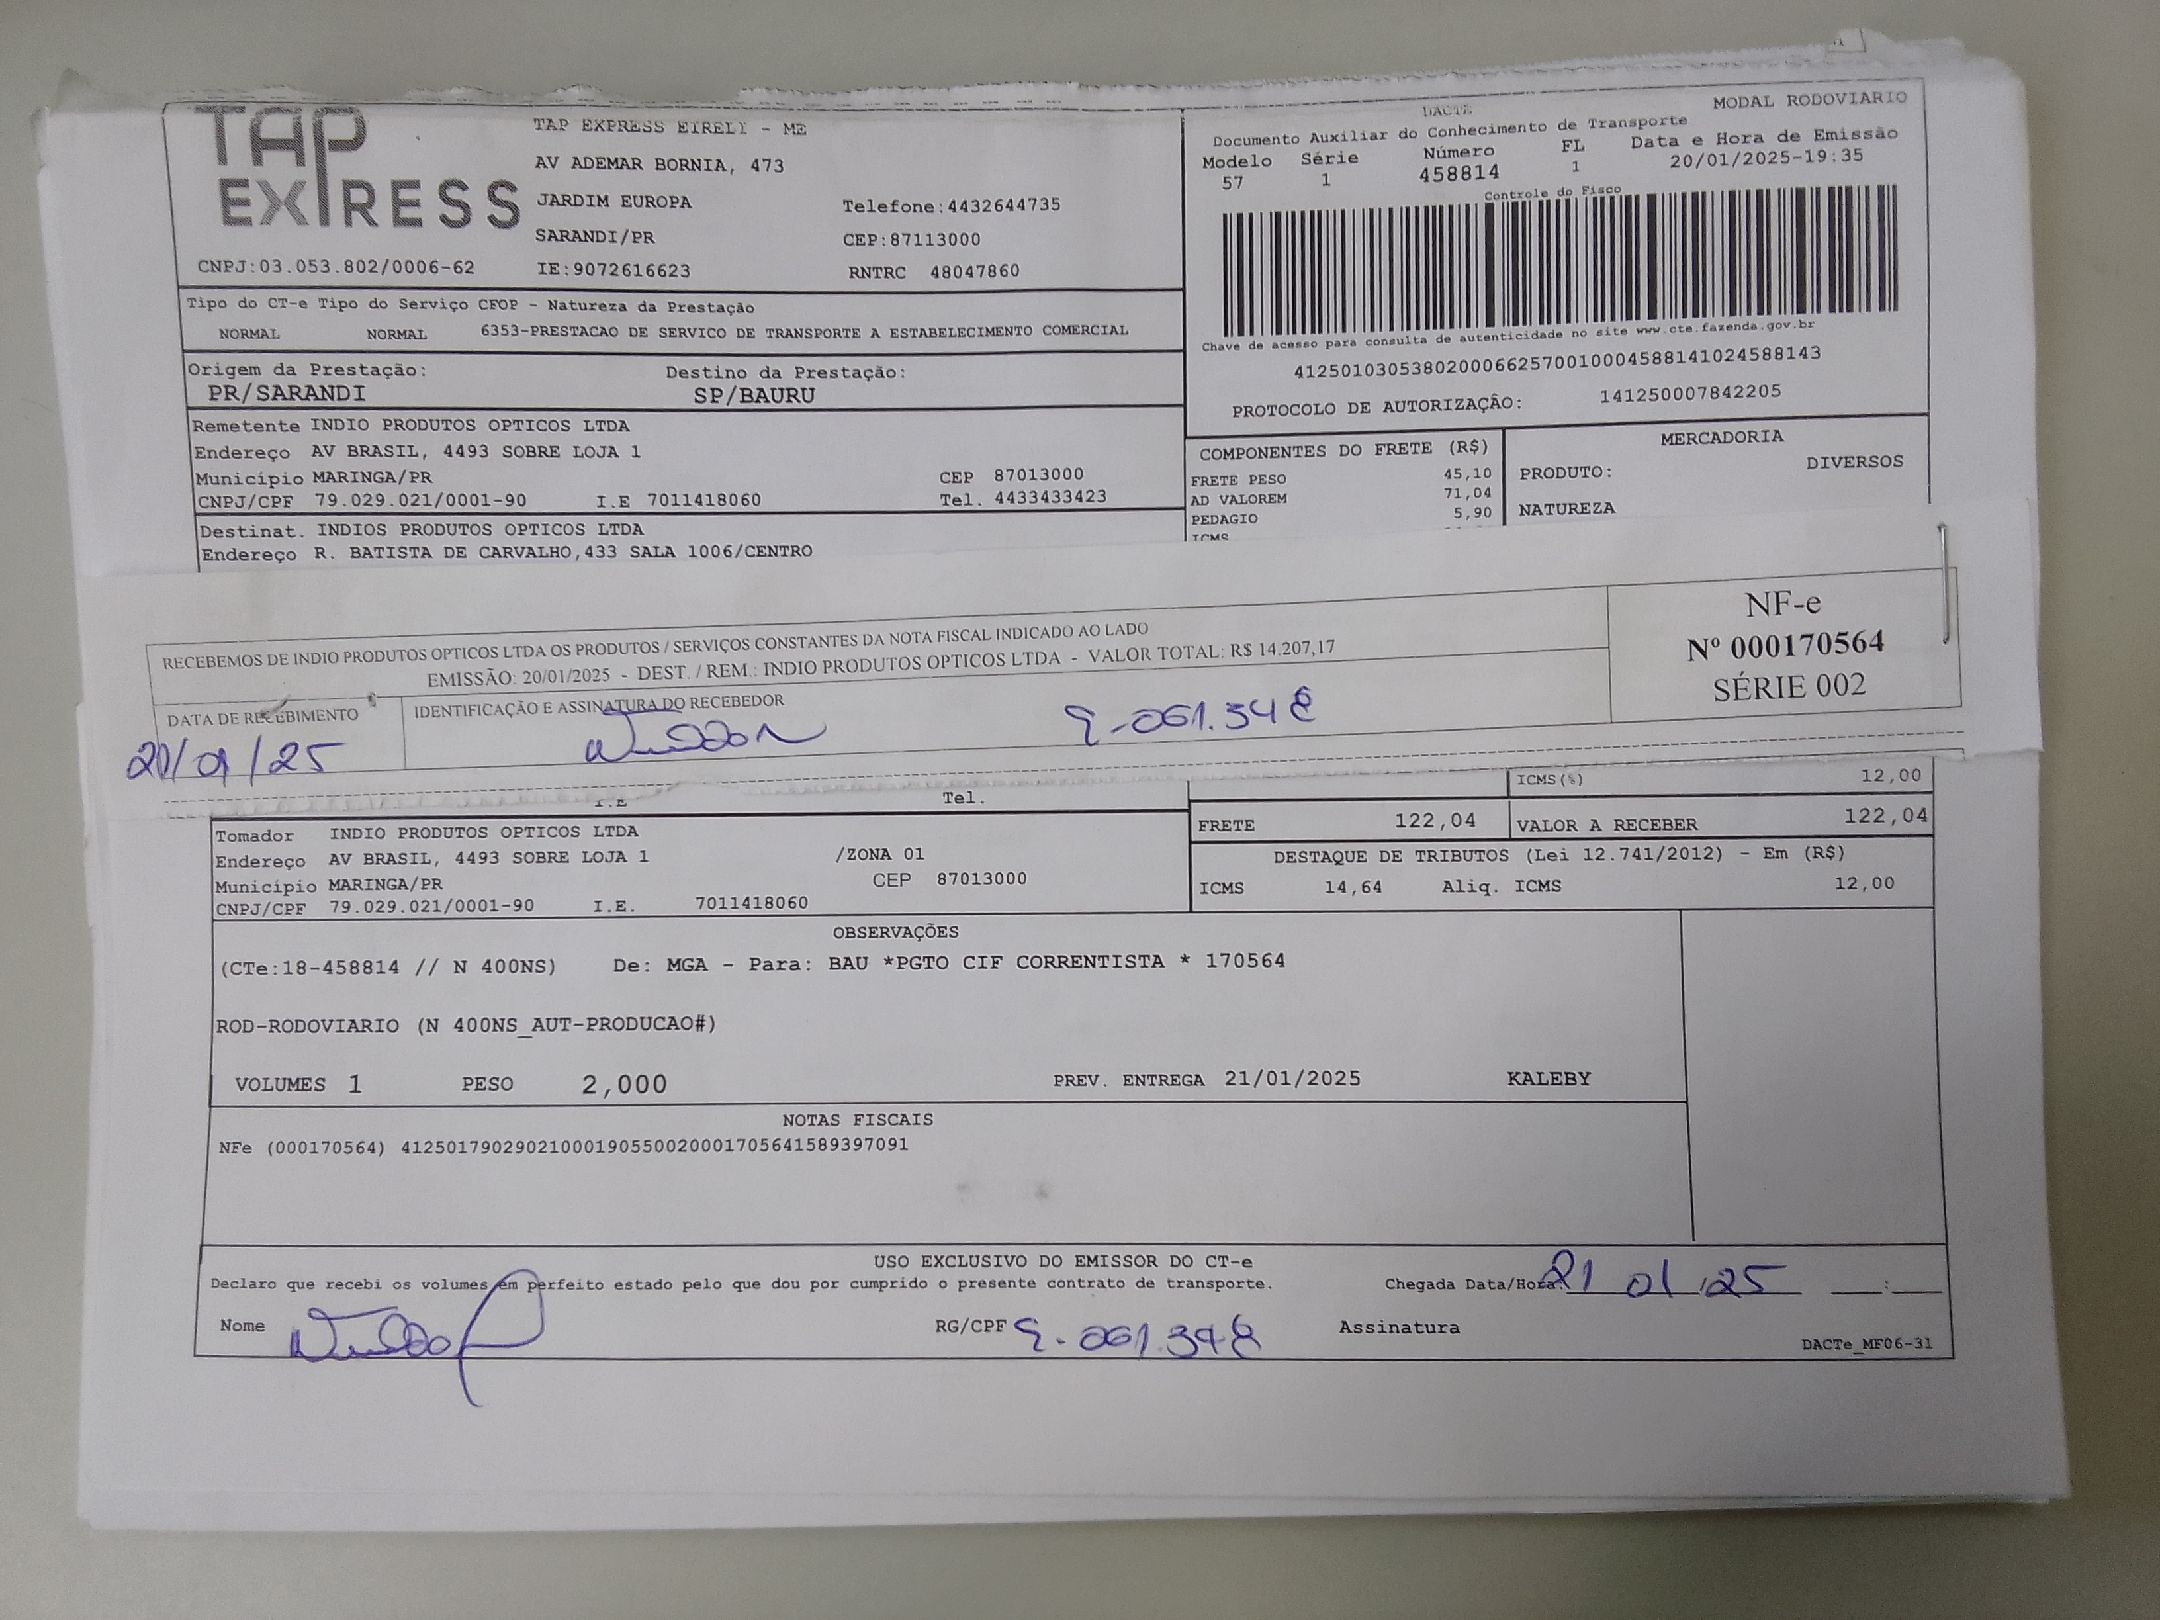 TAP EXPRESS
TAP EXPRESS EIRELI - ME
AV ADEMAR BORNIA, 473
JARDIM EUROPA Telefone:4432644735
SARANDI/PR CEP:87113000
CNPJ:03.053.802/0006-62 IE:9072616623 RNTRC 48047860
DACTE MODAL RODOVIARIO
Documento Auxiliar do Conhecimento de Transporte
Modelo Série Número FL Data e Hora de Emissão
57 1 458814 1 20/01/2025-19:35
Controle do Fisco
Chave de acesso para consulta de autenticidade no site www.cte.fazenda.gov.br
41250103053802000662570010004588141024588143
PROTOCOLO DE AUTORIZAÇÃO: 141250007842205
Tipo do CT-e Tipo do Serviço CFOP - Natureza da Prestação
NORMAL NORMAL 6353-PRESTACAO DE SERVICO DE TRANSPORTE A ESTABELECIMENTO COMERCIAL
Origem da Prestação: Destino da Prestação:
PR/SARANDI SP/BAURU
Remetente INDIO PRODUTOS OPTICOS LTDA
Endereço AV BRASIL, 4493 SOBRE LOJA 1
Município MARINGA/PR CEP 87013000
CNPJ/CPF 79.029.021/0001-90 I.E 7011418060 Tel. 4433433423
Destinat. INDIOS PRODUTOS OPTICOS LTDA
Endereço R. BATISTA DE CARVALHO,433 SALA 1006/CENTRO
COMPONENTES DO FRETE (R$)
FRETE PESO 45,10
AD VALOREM 71,04
PEDAGIO 5,90
ICMS
MERCADORIA
PRODUTO: DIVERSOS
NATUREZA
RECEBEMOS DE INDIO PRODUTOS OPTICOS LTDA OS PRODUTOS / SERVIÇOS CONSTANTES DA NOTA FISCAL INDICADO AO LADO
EMISSÃO: 20/01/2025 - DEST. / REM.: INDIO PRODUTOS OPTICOS LTDA - VALOR TOTAL: R$ 14.207,17
NF-e
Nº 000170564
SÉRIE 002
DATA DE RECEBIMENTO IDENTIFICAÇÃO E ASSINATURA DO RECEBEDOR
9-061.348
I.E Tel.
ICMS(%) 12,00
FRETE 122,04 VALOR A RECEBER 122,04
Tomador INDIO PRODUTOS OPTICOS LTDA
Endereço AV BRASIL, 4493 SOBRE LOJA 1 /ZONA 01
Município MARINGA/PR CEP 87013000
CNPJ/CPF 79.029.021/0001-90 I.E. 7011418060
DESTAQUE DE TRIBUTOS (Lei 12.741/2012) - Em (R$)
ICMS 14,64 Aliq. ICMS 12,00
OBSERVAÇÕES
(CTe:18-458814 // N 400NS) De: MGA - Para: BAU *PGTO CIF CORRENTISTA * 170564
ROD-RODOVIARIO (N 400NS_AUT-PRODUCAO#)
VOLUMES 1 PESO 2,000 PREV. ENTREGA 21/01/2025 KALEBY
NOTAS FISCAIS
NFe (000170564) 41250179029021000190550020001705641589397091
USO EXCLUSIVO DO EMISSOR DO CT-e
Declaro que recebi os volumes em perfeito estado pelo que dou por cumprido o presente contrato de transporte. Chegada Data/Hora: 21/01/25 :
Nome RG/CPF 9-061.348 Assinatura
DACTe_MF06-31